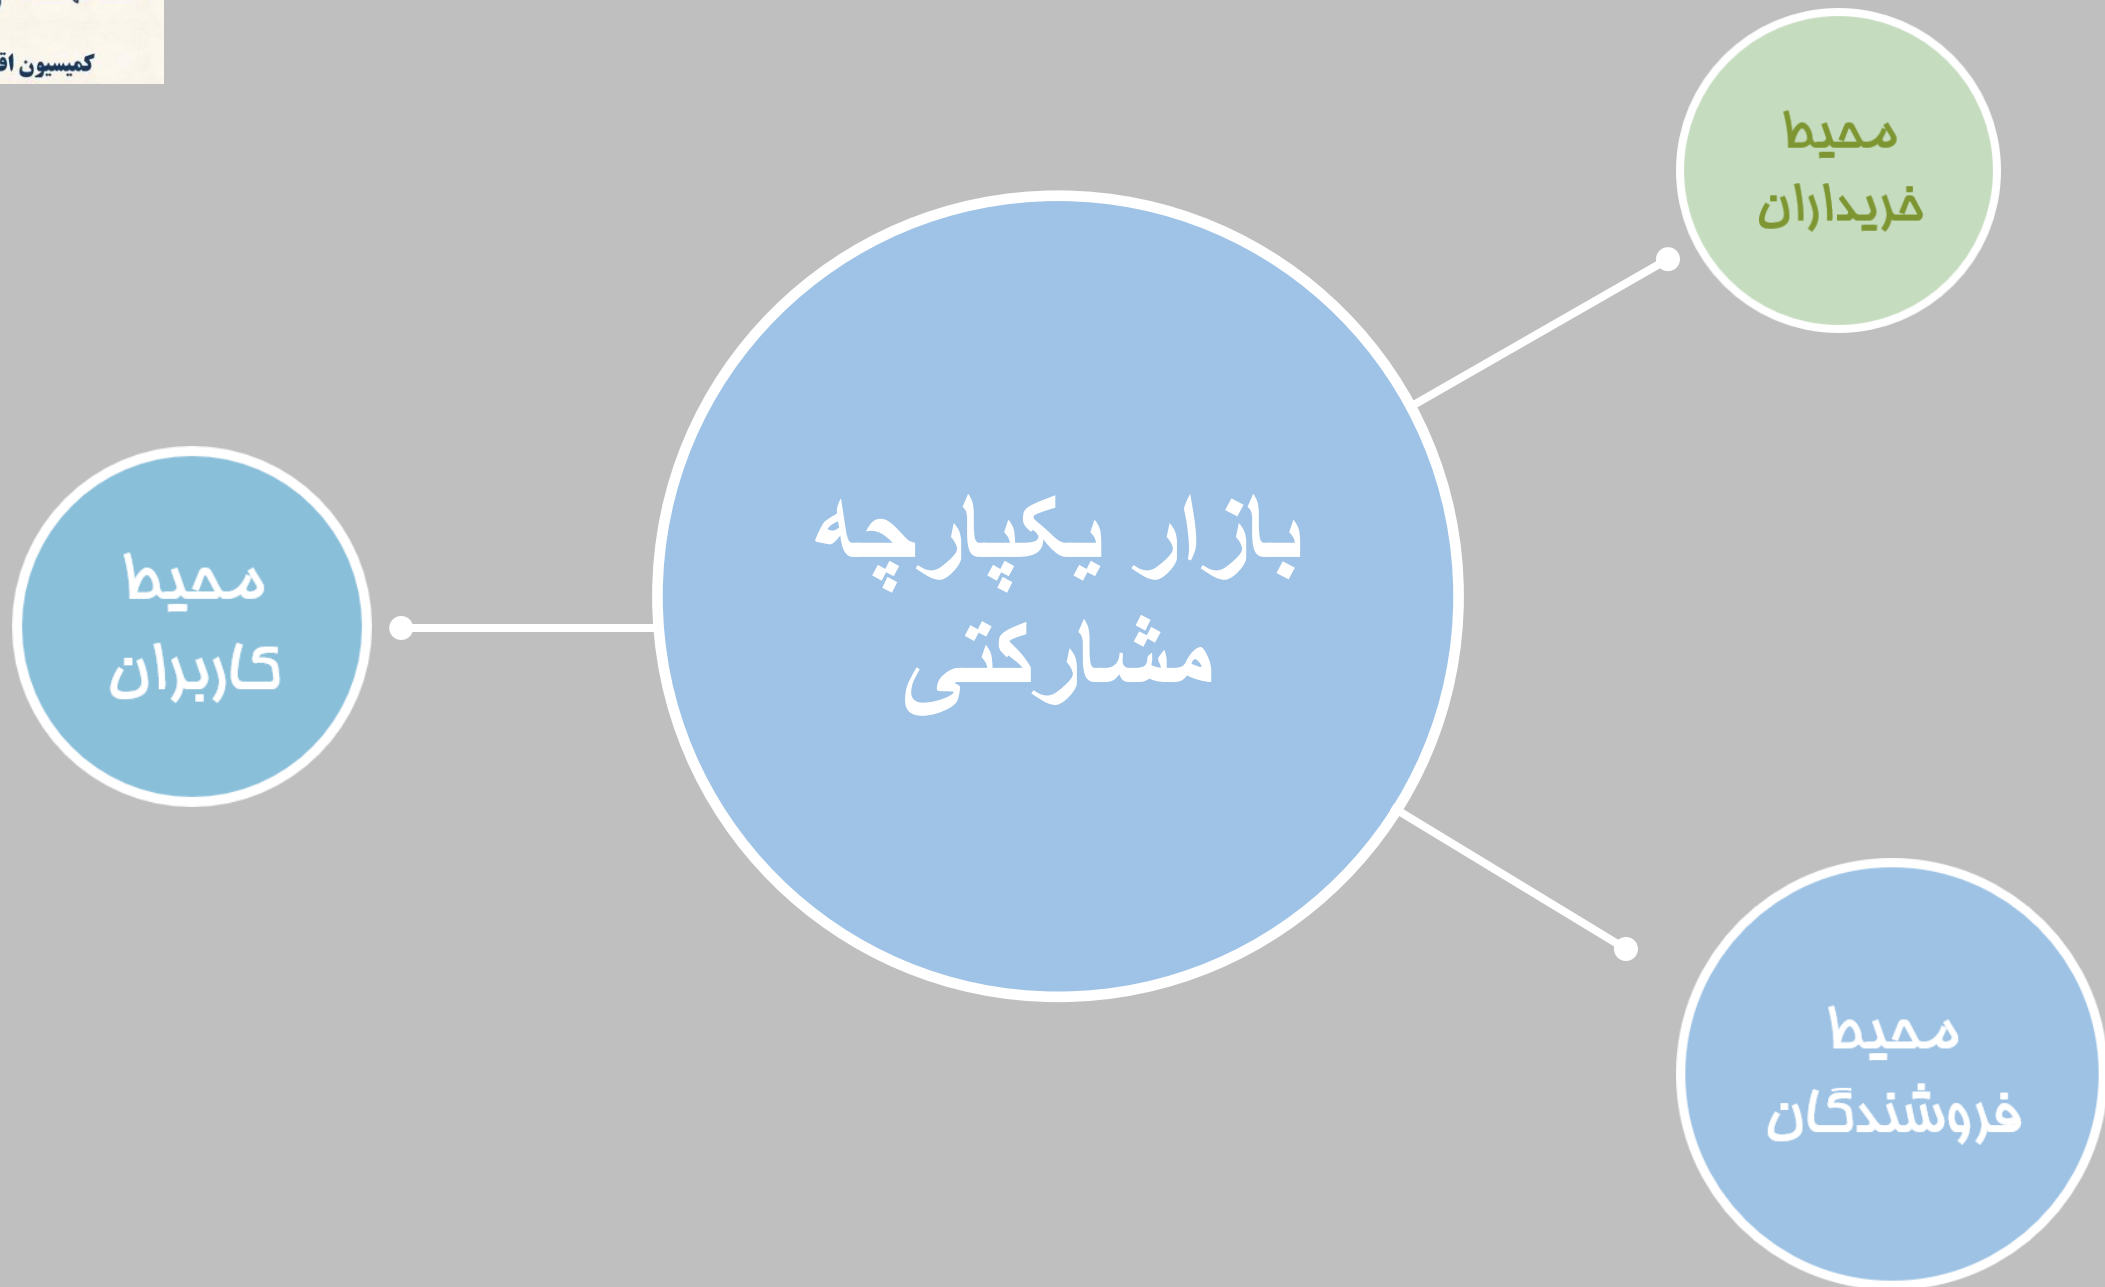 کمیسیون
محیط
خریداران
بازار یکپارچه
مشارکتی
محیط
کاربران
محیط
فروشندگان